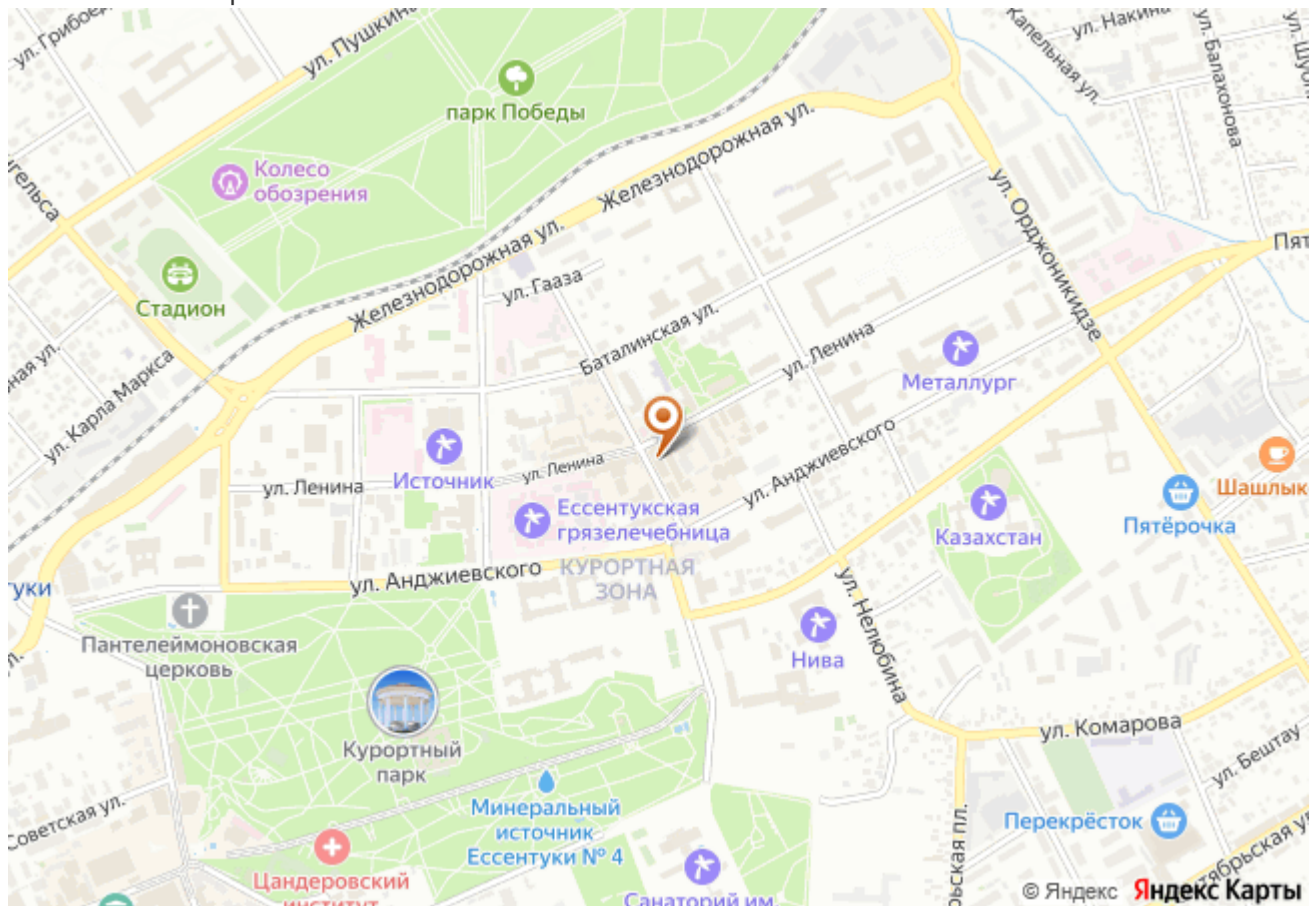 ул. Грибоед
ул. Пушкина
Капельная ул.
ул. Накина
ул. Балахонова
парк Победы
Колесо
обозрения
Железнодорожная ул.
ул. Орджоникидзе
Пят
Стадион
Железнодорожная ул.
ул. Гааза
Баталинская ул.
ул. Ленина
Металлург
ул. Карла Маркса
Источник
ул. Ленина
ул. Ленина
ул. Анджиевского
Шашлык
Ессентукская
грязелечебница
Казахстан
Пятёрочка
ул. Анджиевского
КУРОРТНАЯ
ЗОНА
туки
Пантелеймоновская
церковь
Нива
ул. Нелюбина
Курортный
парк
ул. Комарова
ул. Бештау
Советская ул.
Минеральный
источник
Ессентуки № 4
Перекрёсток
Цандеровский
институт
Санаторий им
© Яндекс Яндекс Карты